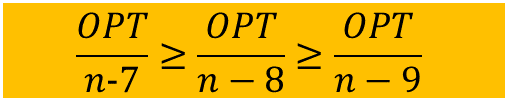 OPT/n-7 ≥ OPT/n − 8 ≥ OPT/n − 9